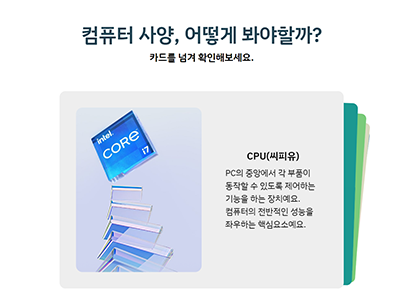 컴퓨터 사양, 어떻게 봐야할까?
카드를 넘겨 확인해보세요.
intel.
CORE
i7
CPU(씨피유)
PC의 중앙에서 각 부품이
동작할 수 있도록 제어하는
기능을 하는 장치예요.
컴퓨터의 전반적인 성능을
좌우하는 핵심요소예요.